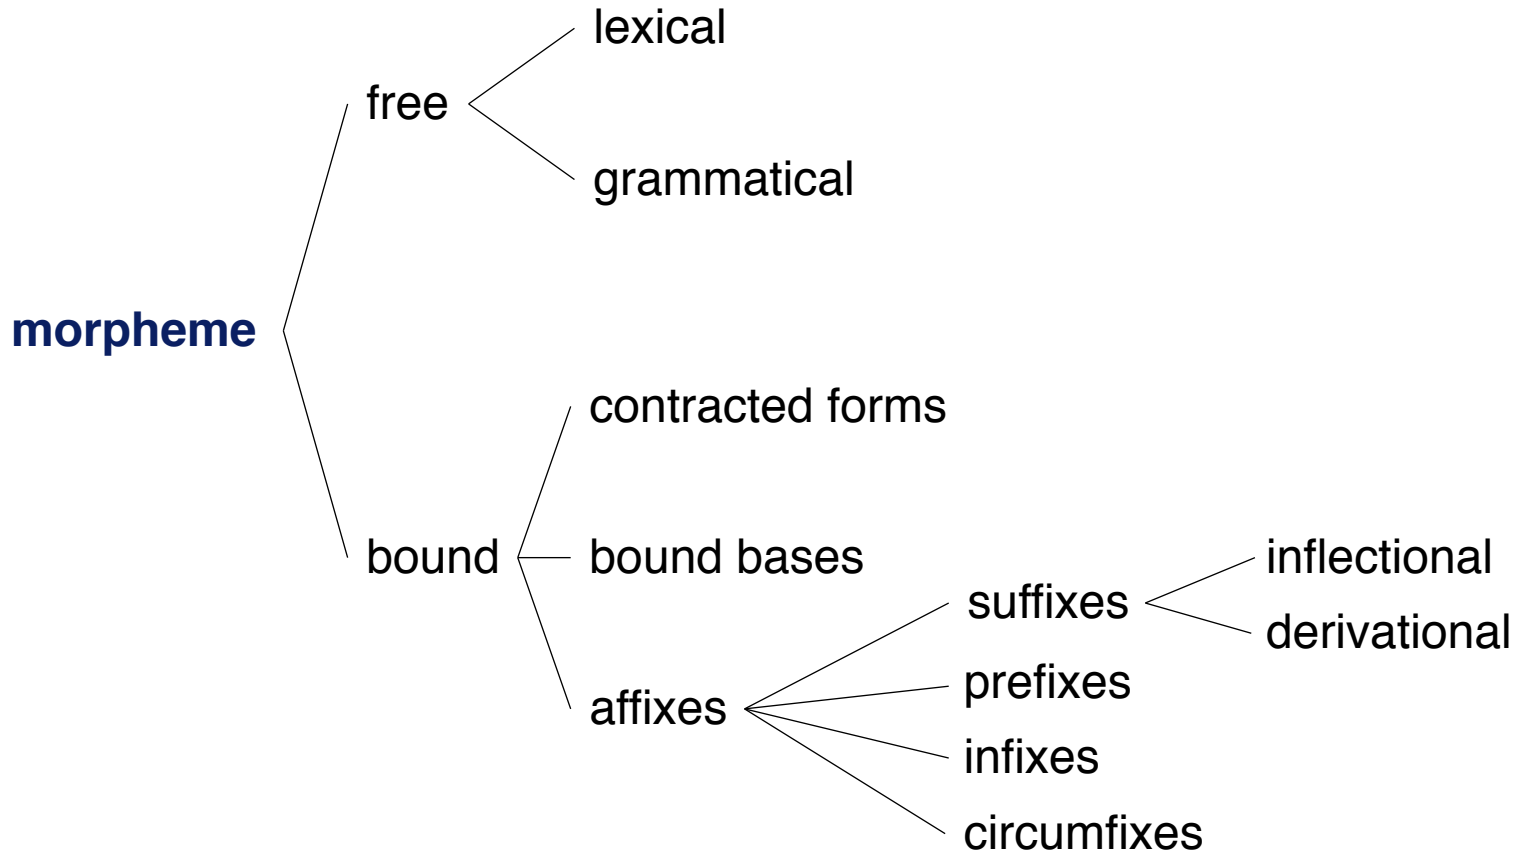 lexical
free
grammatical
morpheme
contracted forms
bound
bound bases
inflectional
suffixes
derivational
prefixes
affixes
infixes
circumfixes